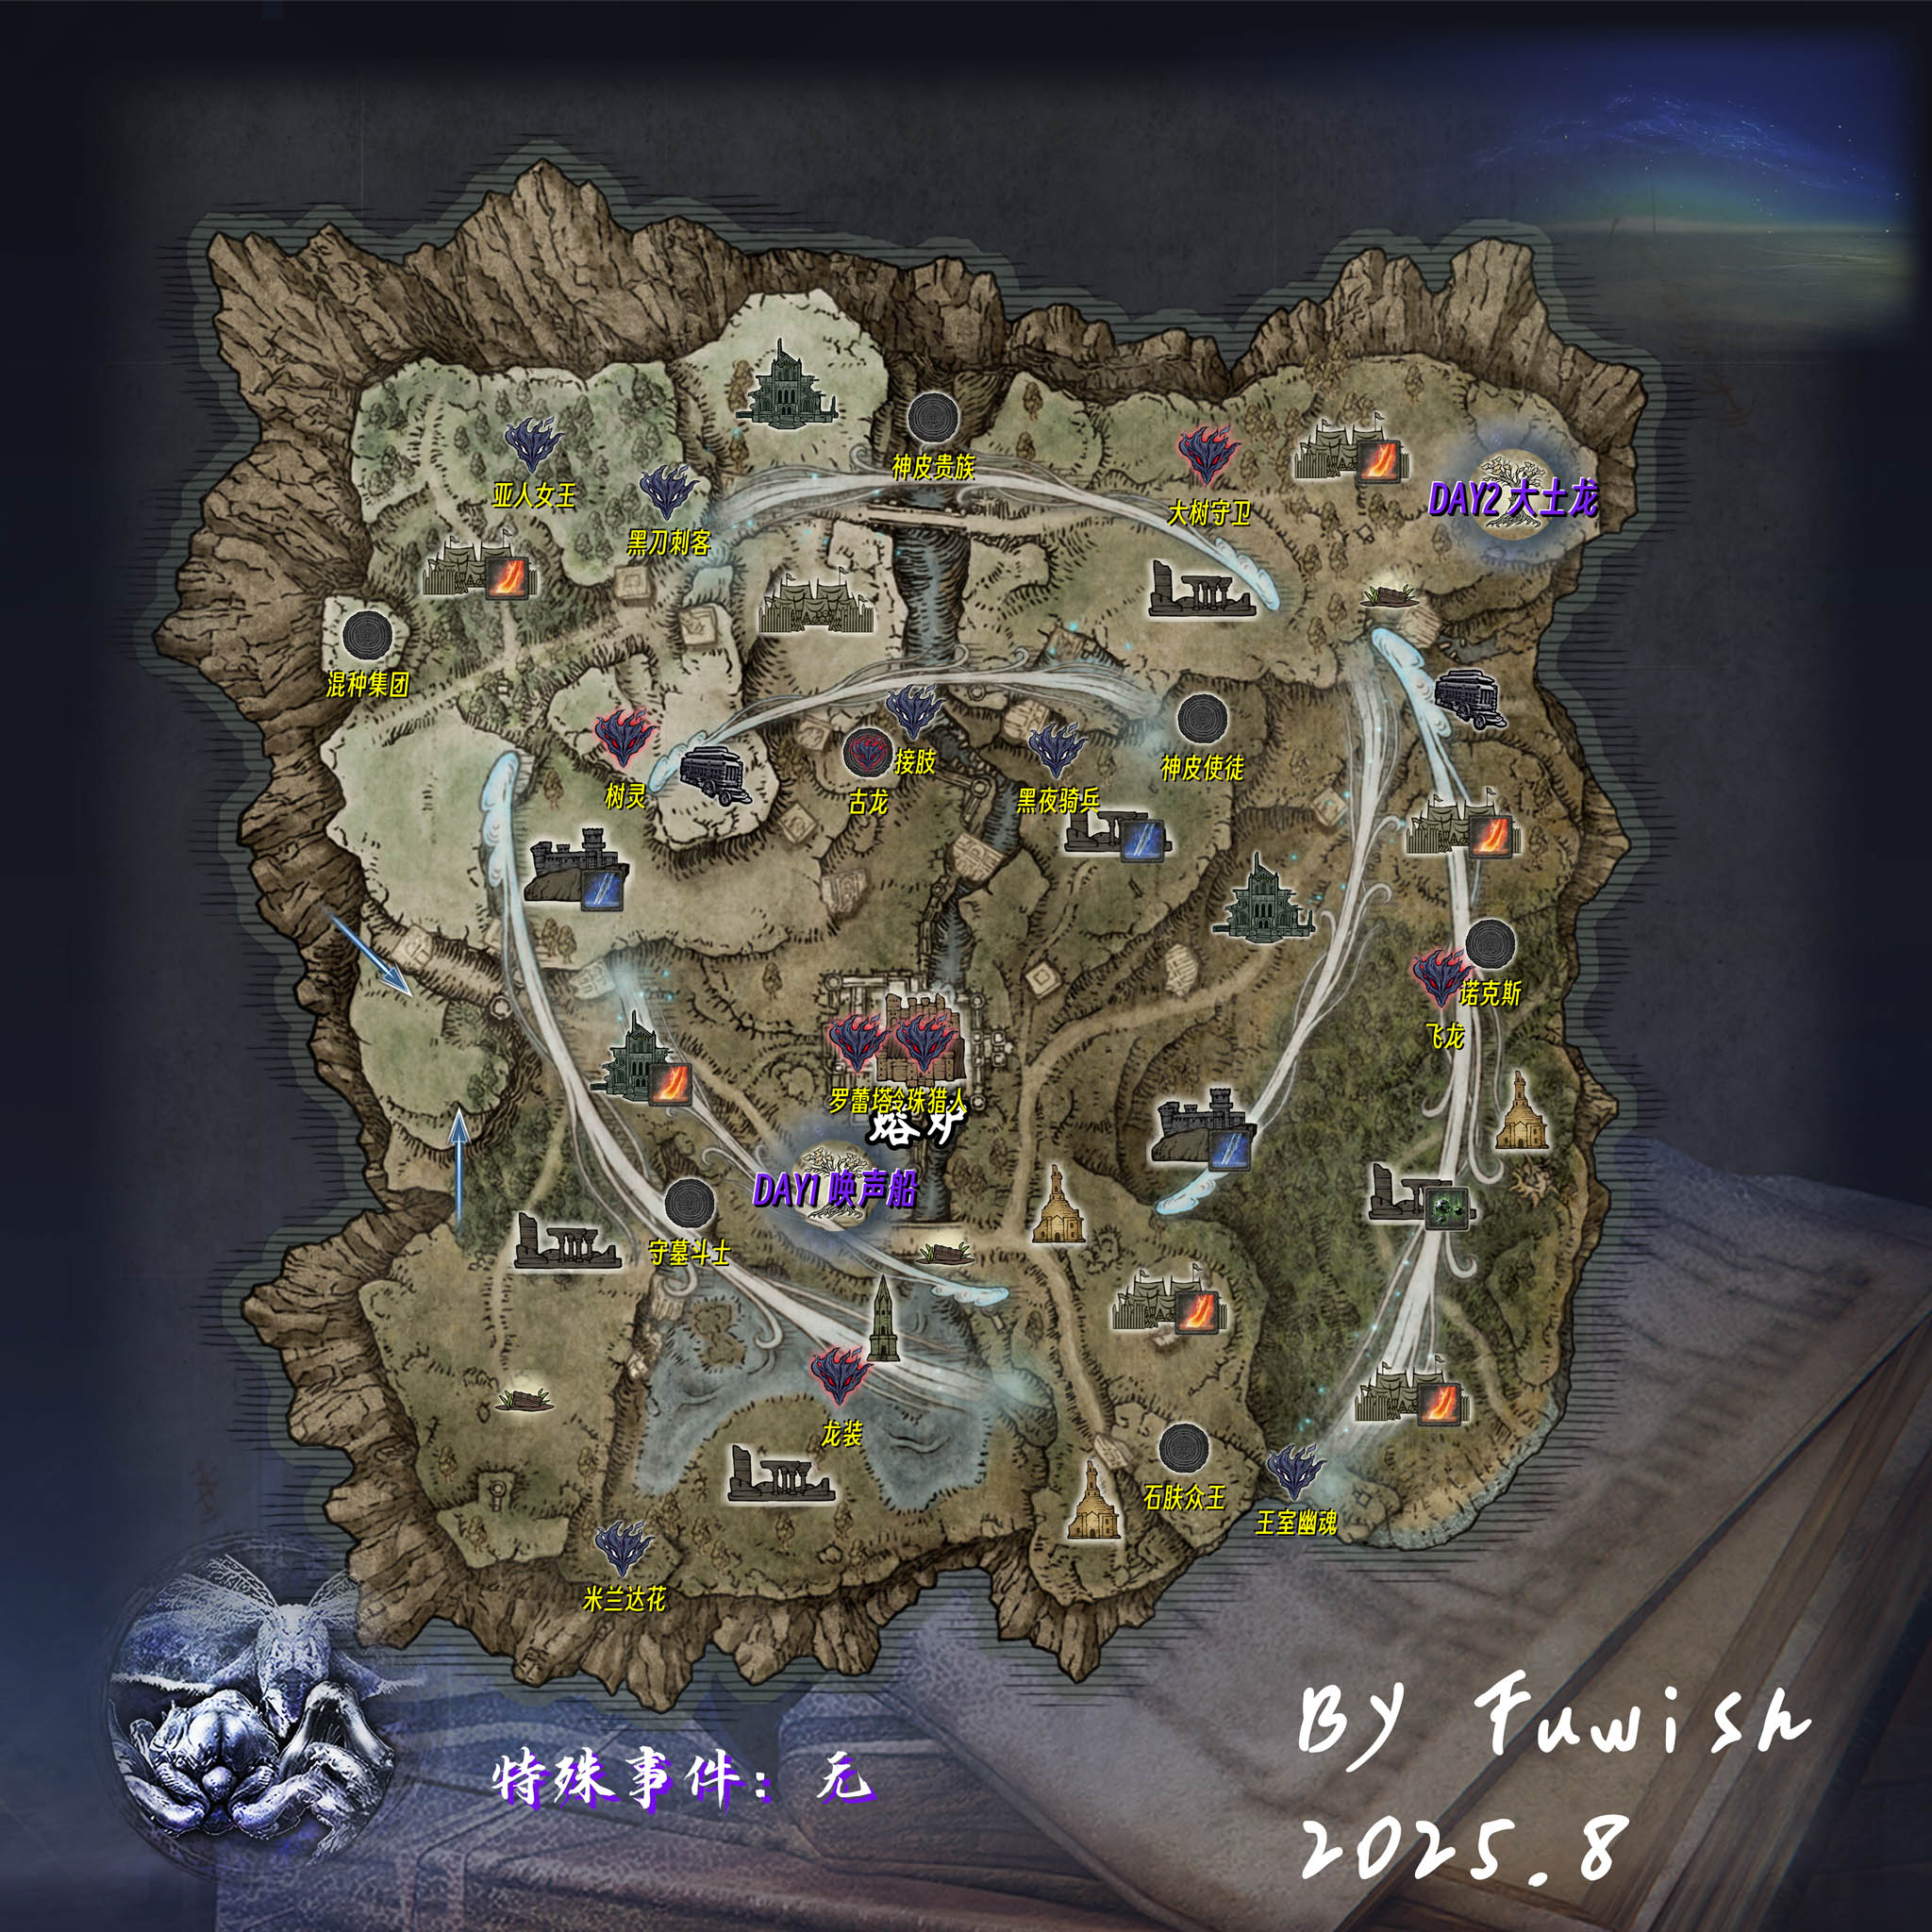 神皮贵族
亚人女王
大树守卫
DAY2 大土龙
黑刀刺客
混种集团
接肢
神皮使徒
树灵
古龙
黑夜骑兵
诺克斯
飞龙
罗蕾塔
铃珠猎人
熔炉
DAY1 唤声船
守墓斗士
龙装
石肤众王
王室幽魂
米兰达花
特殊事件：无
By Fuwish
2025.8